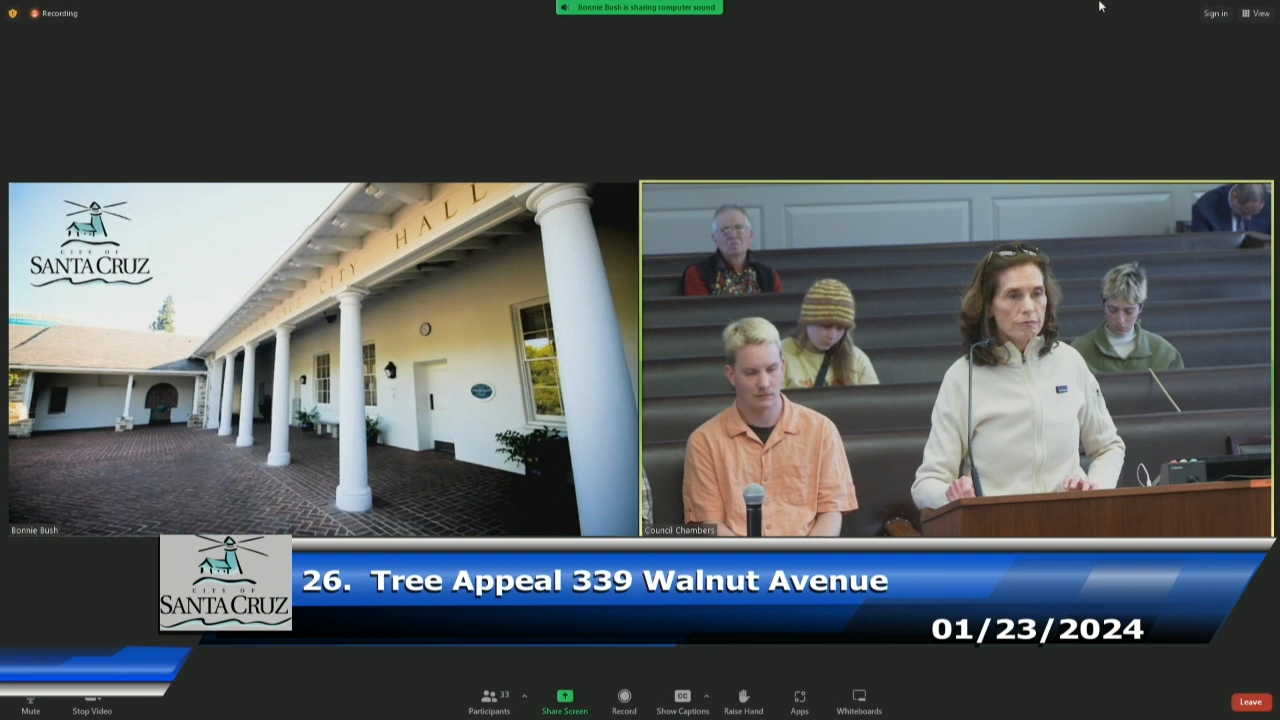 Recording
Bonnie Bush is sharing computer sound
Sign in
View
CITY OF
SANTA CRUZ
CITY HALL
Bonnie Bush
Council Chambers
CITY OF
SANTA CRUZ
26. Tree Appeal 339 Walnut Avenue
01/23/2024
Mute
Stop Video
Participants
33
Share Screen
Record
CC
Show Captions
Raise Hand
Apps
Whiteboards
Leave